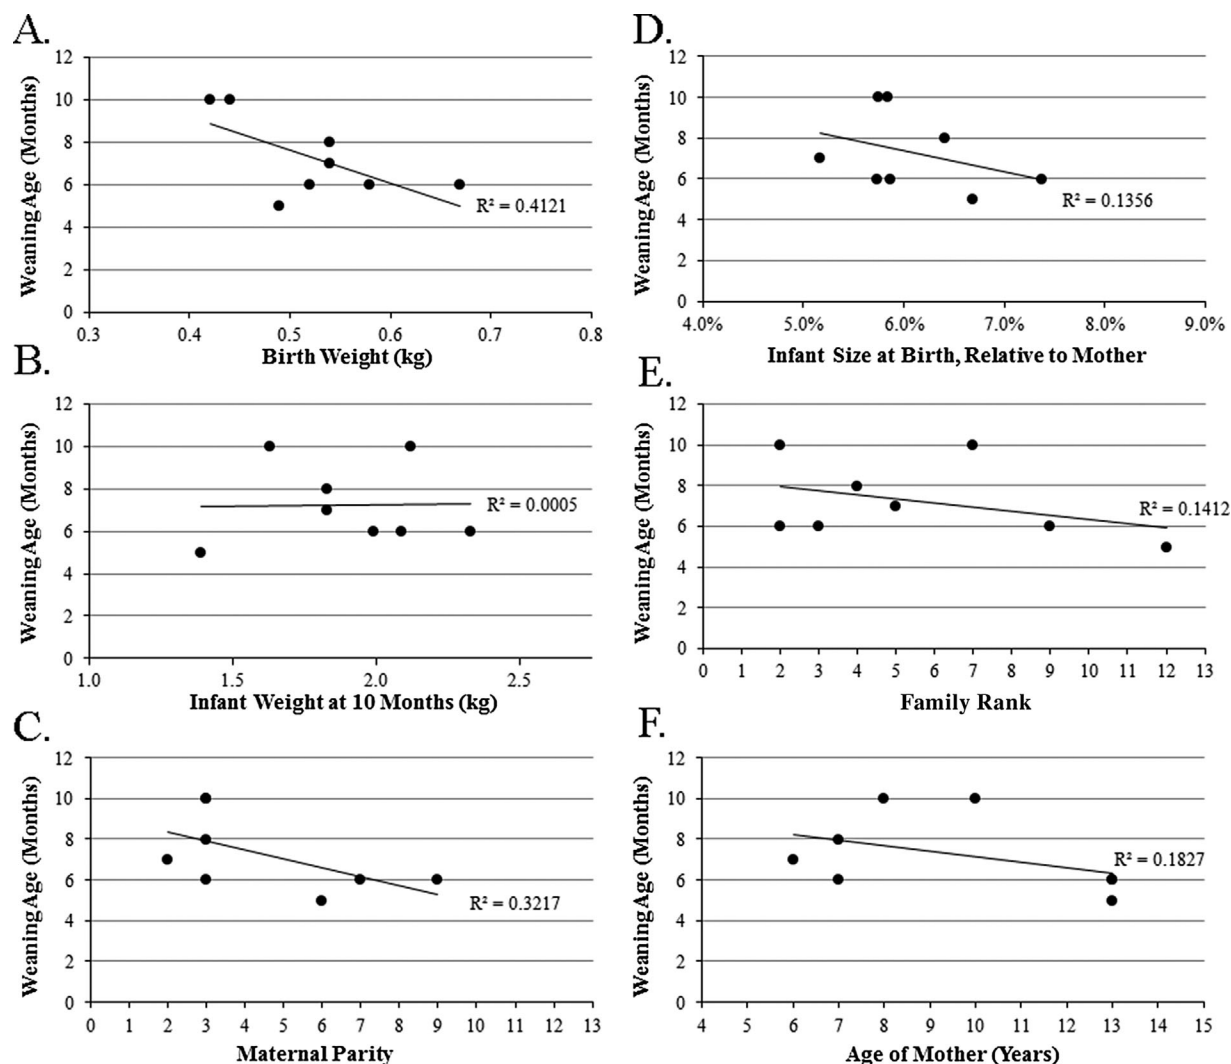 A.
12
10
8
6
4
2
0
Weaning Age (Months)
R² = 0.4121
0.3 0.4 0.5 0.6 0.7 0.8
Birth Weight (kg)
B.
12
10
8
6
4
2
0
Weaning Age (Months)
R² = 0.0005
1.0 1.5 2.0 2.5
Infant Weight at 10 Months (kg)
C.
12
10
8
6
4
2
0
Weaning Age (Months)
R² = 0.3217
0 1 2 3 4 5 6 7 8 9 10 11 12 13
Maternal Parity
D.
12
10
8
6
4
2
0
Weaning Age (Months)
R² = 0.1356
4.0% 5.0% 6.0% 7.0% 8.0% 9.0%
Infant Size at Birth, Relative to Mother
E.
12
10
8
6
4
2
0
Weaning Age (Months)
R² = 0.1412
0 1 2 3 4 5 6 7 8 9 10 11 12 13
Family Rank
F.
12
10
8
6
4
2
0
Weaning Age (Months)
R² = 0.1827
4 5 6 7 8 9 10 11 12 13 14 15
Age of Mother (Years)